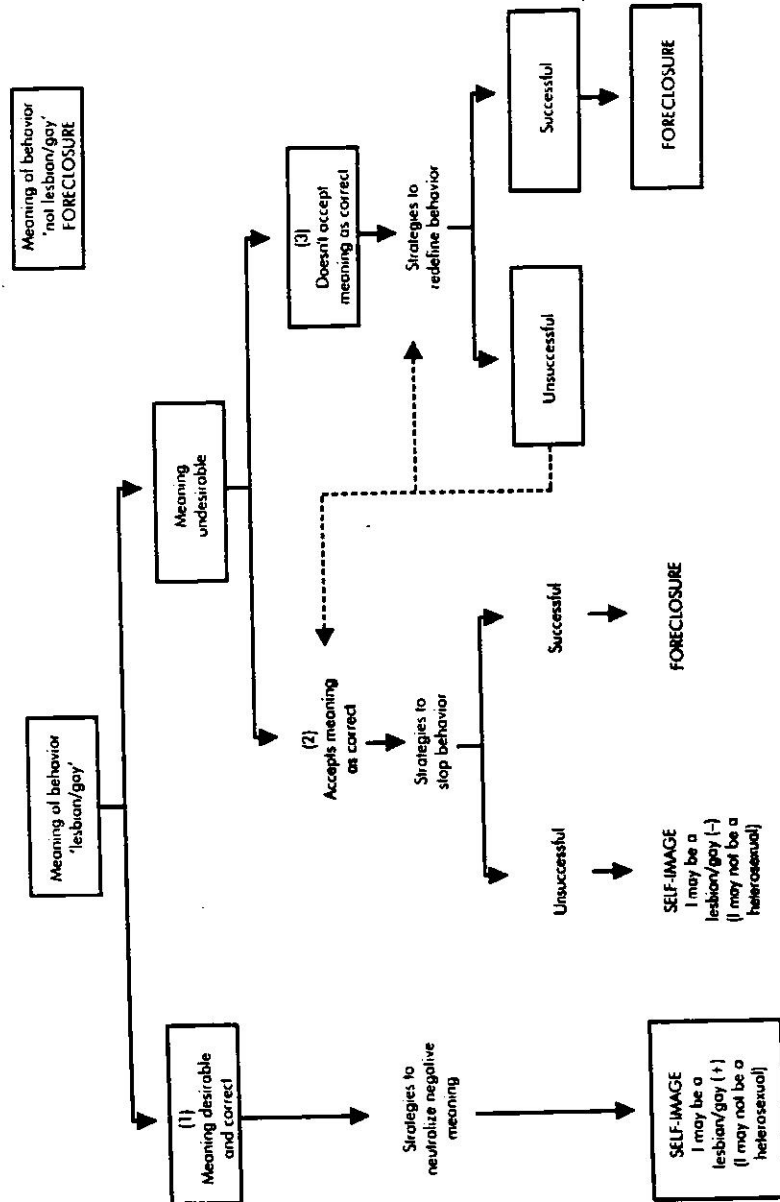 Meaning of behavior
'not lesbian/gay'
FORECLOSURE
Meaning of behavior
'lesbian/gay'
(1)
Meaning desirable
and correct
Meaning
undesirable
(2)
Accepts meaning
as correct
(3)
Doesn't accept
meaning as correct
Strategies to
neutralize negative
meaning
Strategies to
stop behavior
Strategies to
redefine behavior
Unsuccessful
Successful
Unsuccessful
Successful
SELF-IMAGE
I may be a
lesbian/gay (+)
(I may not be a
heterosexual)
SELF-IMAGE
I may be a
lesbian/gay (−)
(I may not be a
heterosexual)
FORECLOSURE
FORECLOSURE